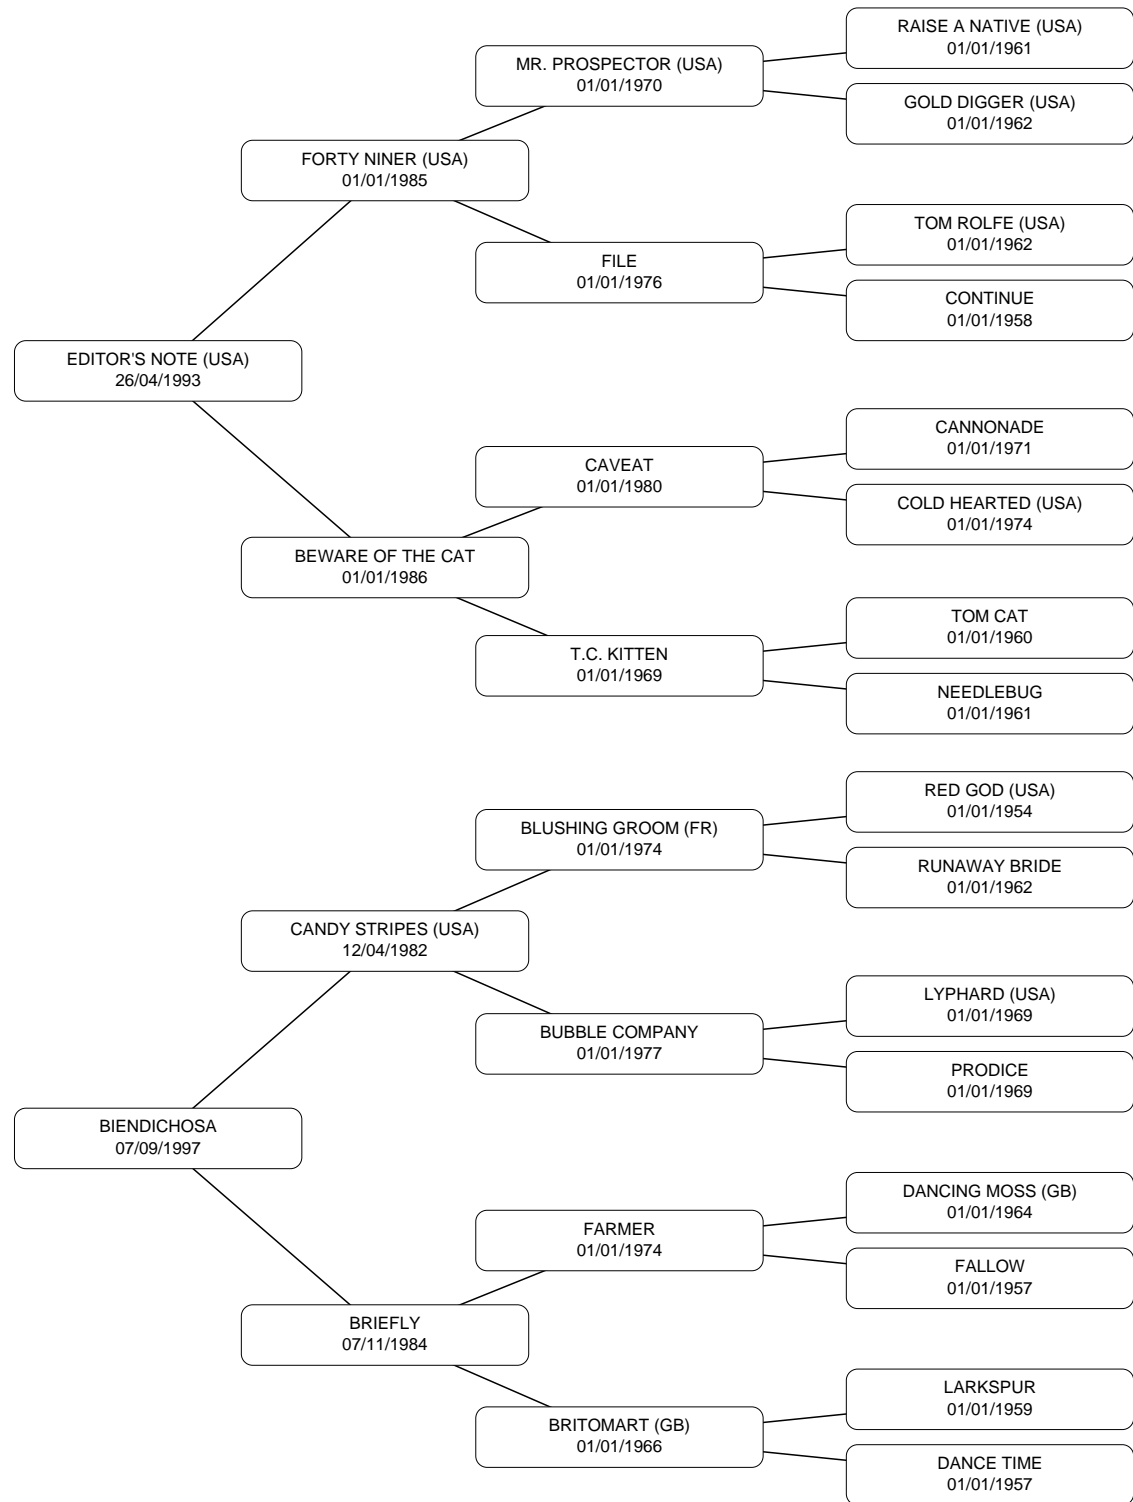 RAISE A NATIVE (USA)
01/01/1961
MR. PROSPECTOR (USA)
01/01/1970
GOLD DIGGER (USA)
01/01/1962
FORTY NINER (USA)
01/01/1985
TOM ROLFE (USA)
01/01/1962
FILE
01/01/1976
CONTINUE
01/01/1958
EDITOR'S NOTE (USA)
26/04/1993
CANNONADE
01/01/1971
CAVEAT
01/01/1980
COLD HEARTED (USA)
01/01/1974
BEWARE OF THE CAT
01/01/1986
TOM CAT
01/01/1960
T.C. KITTEN
01/01/1969
NEEDLEBUG
01/01/1961
RED GOD (USA)
01/01/1954
BLUSHING GROOM (FR)
01/01/1974
RUNAWAY BRIDE
01/01/1962
CANDY STRIPES (USA)
12/04/1982
LYPHARD (USA)
01/01/1969
BUBBLE COMPANY
01/01/1977
PRODICE
01/01/1969
BIENDICHOSA
07/09/1997
DANCING MOSS (GB)
01/01/1964
FARMER
01/01/1974
FALLOW
01/01/1957
BRIEFLY
07/11/1984
LARKSPUR
01/01/1959
BRITOMART (GB)
01/01/1966
DANCE TIME
01/01/1957